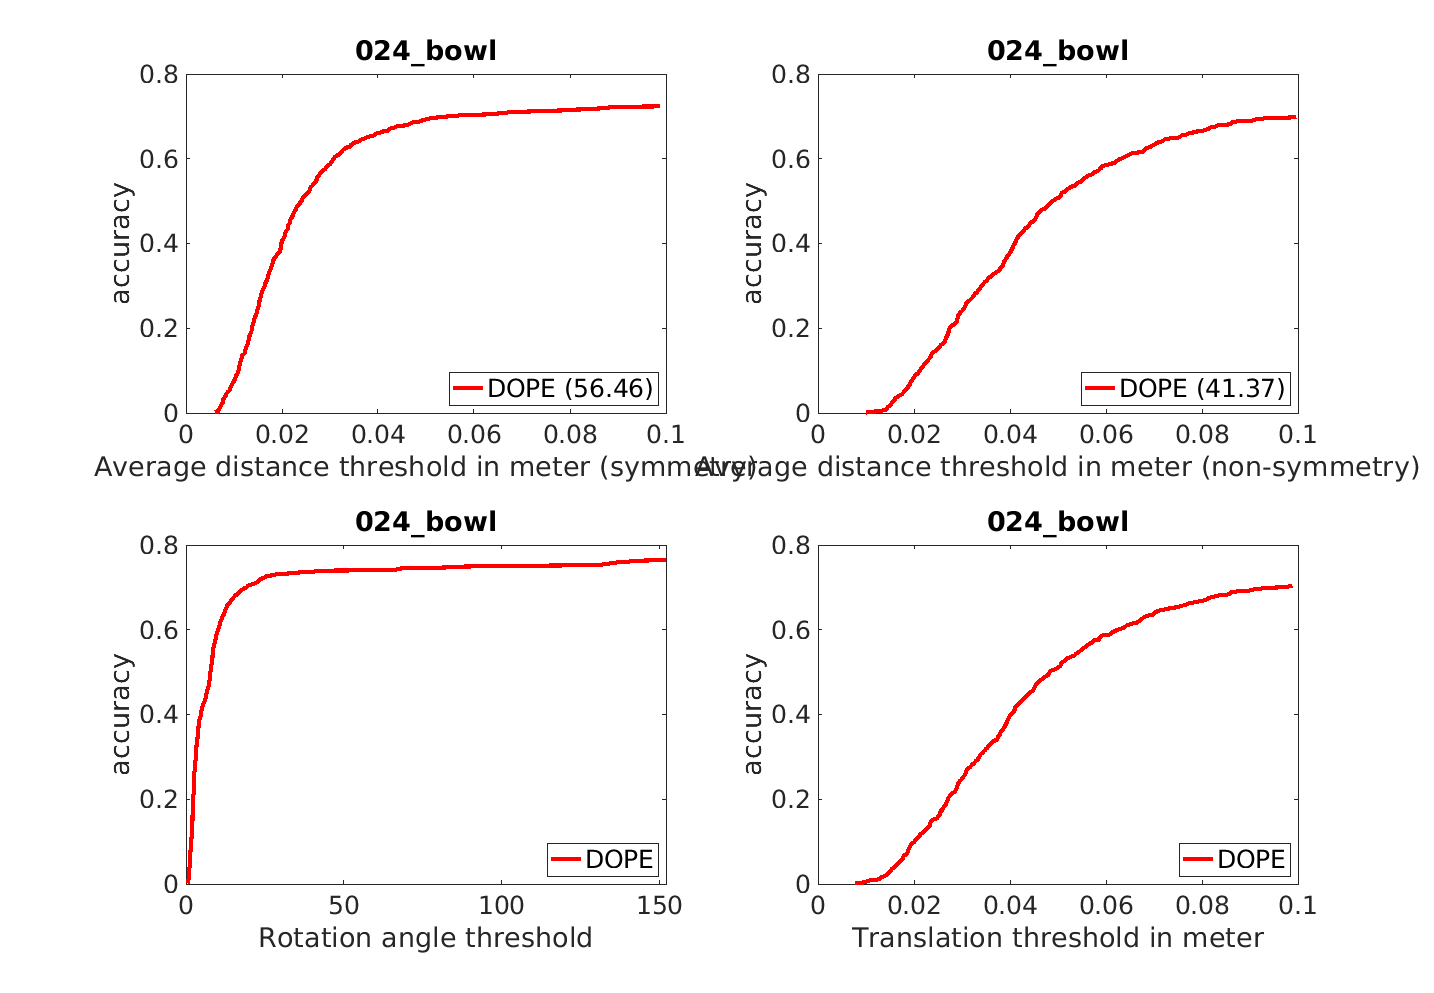 024_bowl
0.8
0.6
0.4
0.2
0
accuracy
DOPE (56.46)
0 0.02 0.04 0.06 0.08 0.1
Average distance threshold in meter (symmetry)
024_bowl
0.8
0.6
0.4
0.2
0
accuracy
DOPE (41.37)
0 0.02 0.04 0.06 0.08 0.1
Average distance threshold in meter (non-symmetry)
024_bowl
0.8
0.6
0.4
0.2
0
accuracy
DOPE
0 50 100 150
Rotation angle threshold
024_bowl
0.8
0.6
0.4
0.2
0
accuracy
DOPE
0 0.02 0.04 0.06 0.08 0.1
Translation threshold in meter